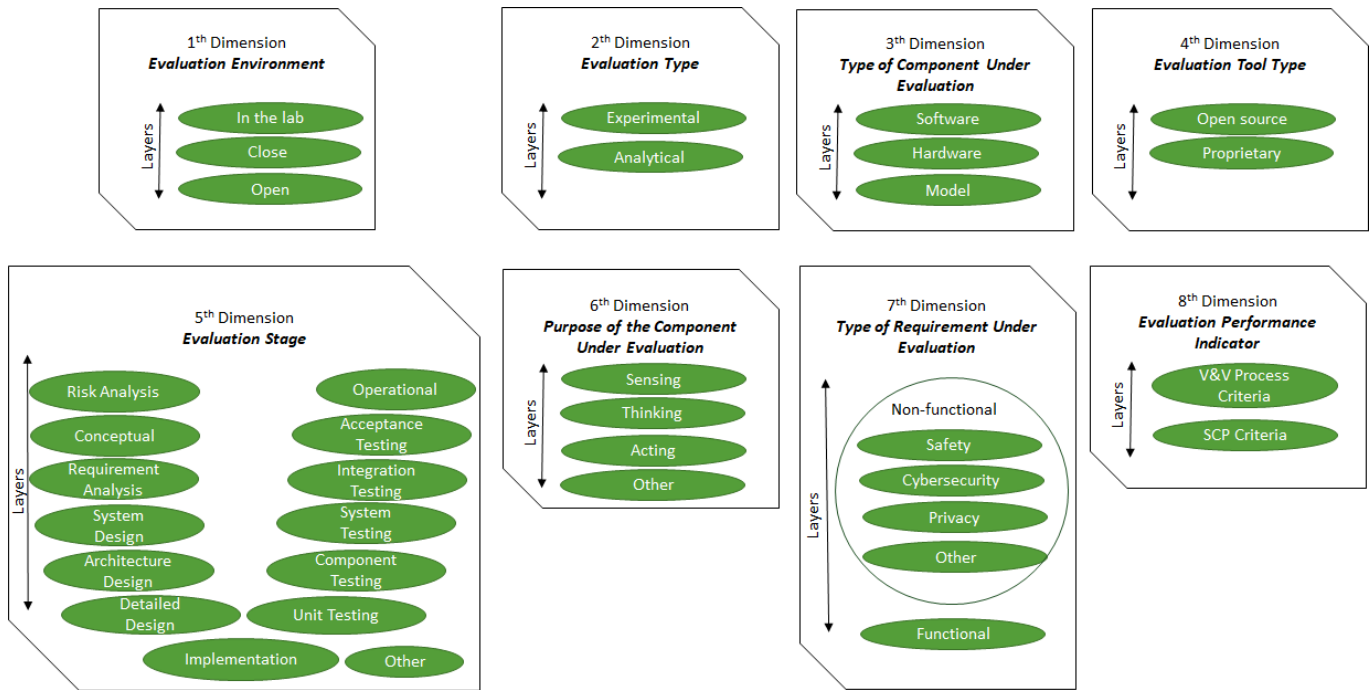 1th Dimension
Evaluation Environment
Layers
In the lab
Close
Open
2th Dimension
Evaluation Type
Layers
Experimental
Analytical
3th Dimension
Type of Component Under
Evaluation
Layers
Software
Hardware
Model
4th Dimension
Evaluation Tool Type
Layers
Open source
Proprietary
5th Dimension
Evaluation Stage
Layers
Risk Analysis
Conceptual
Requirement
Analysis
System
Design
Architecture
Design
Detailed
Design
Implementation
Operational
Acceptance
Testing
Integration
Testing
System
Testing
Component
Testing
Unit Testing
Other
6th Dimension
Purpose of the Component
Under Evaluation
Layers
Sensing
Thinking
Acting
Other
7th Dimension
Type of Requirement Under
Evaluation
Layers
Non-functional
Safety
Cybersecurity
Privacy
Other
Functional
8th Dimension
Evaluation Performance
Indicator
Layers
V&V Process
Criteria
SCP Criteria